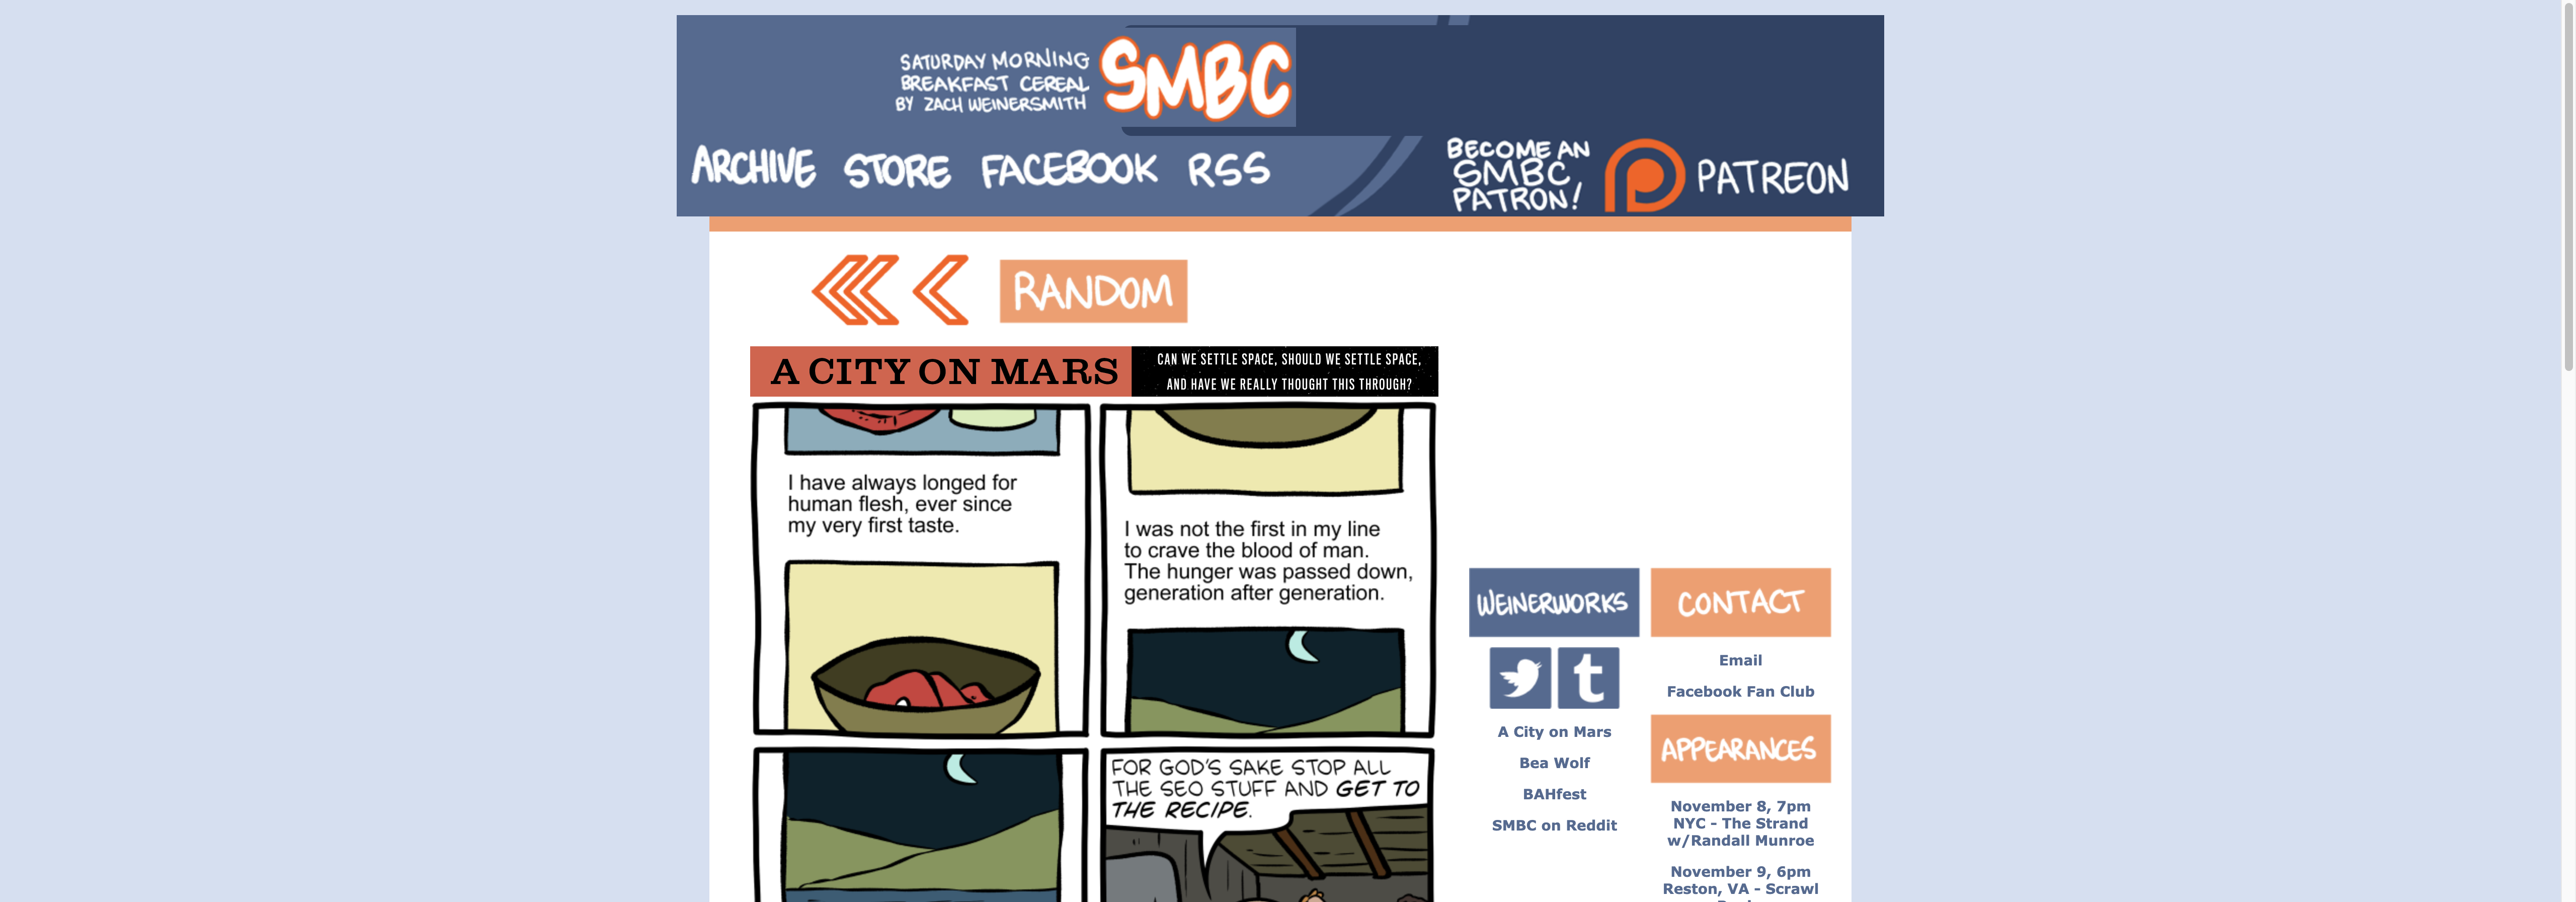 SATURDAY MORNING
BREAKFAST CEREAL
BY ZACH WEINERSMITH
SMBC
ARCHIVE STORE FACEBOOK RSS
BECOME AN
SMBC
PATRON!
PATREON
RANDOM
A CITY ON MARS
CAN WE SETTLE SPACE, SHOULD WE SETTLE SPACE,
AND HAVE WE REALLY THOUGHT THIS THROUGH?
I have always longed for
human flesh, ever since
my very first taste.
I was not the first in my line
to crave the blood of man.
The hunger was passed down,
generation after generation.
FOR GOD'S SAKE STOP ALL
THE SEO STUFF AND GET TO
THE RECIPE.
WEINERWORKS
A City on Mars
Bea Wolf
BAHfest
SMBC on Reddit
CONTACT
Email
Facebook Fan Club
APPEARANCES
November 8, 7pm
NYC - The Strand
w/Randall Munroe
November 9, 6pm
Reston, VA - Scrawl